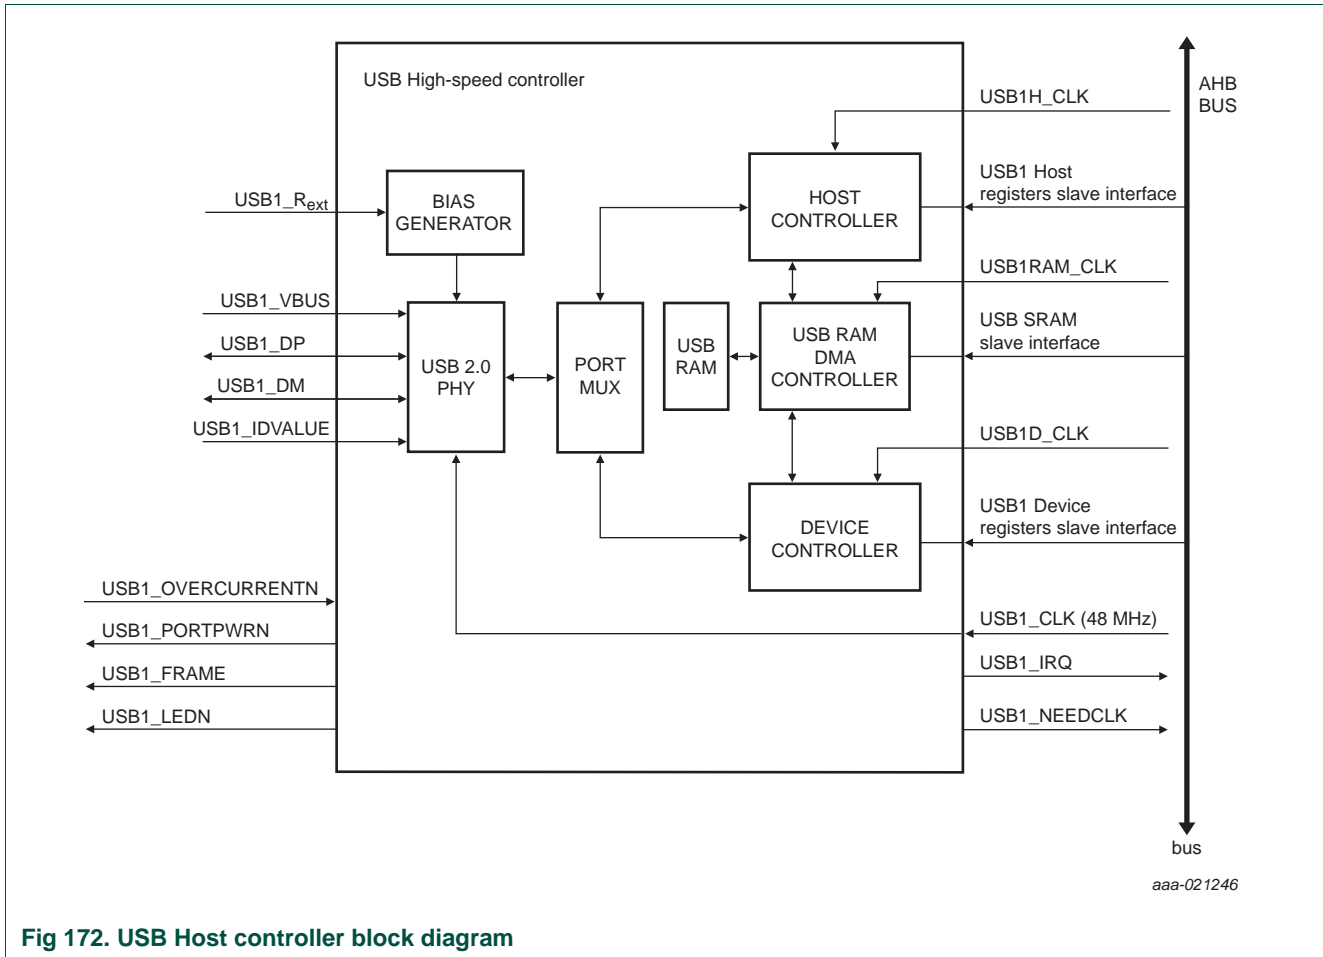 USB High-speed controller
AHB
BUS
USB1H_CLK
USB1 Host
registers slave interface
USB1_Rext
BIAS
GENERATOR
HOST
CONTROLLER
USB1RAM_CLK
USB1_VBUS
USB1_DP
USB1_DM
USB1_IDVALUE
USB 2.0
PHY
PORT
MUX
USB
RAM
USB RAM
DMA
CONTROLLER
USB SRAM
slave interface
USB1D_CLK
USB1 Device
registers slave interface
DEVICE
CONTROLLER
USB1_OVERCURRENTN
USB1_PORTPWRN
USB1_FRAME
USB1_LEDN
USB1_CLK (48 MHz)
USB1_IRQ
USB1_NEEDCLK
bus
aaa-021246
Fig 172. USB Host controller block diagram